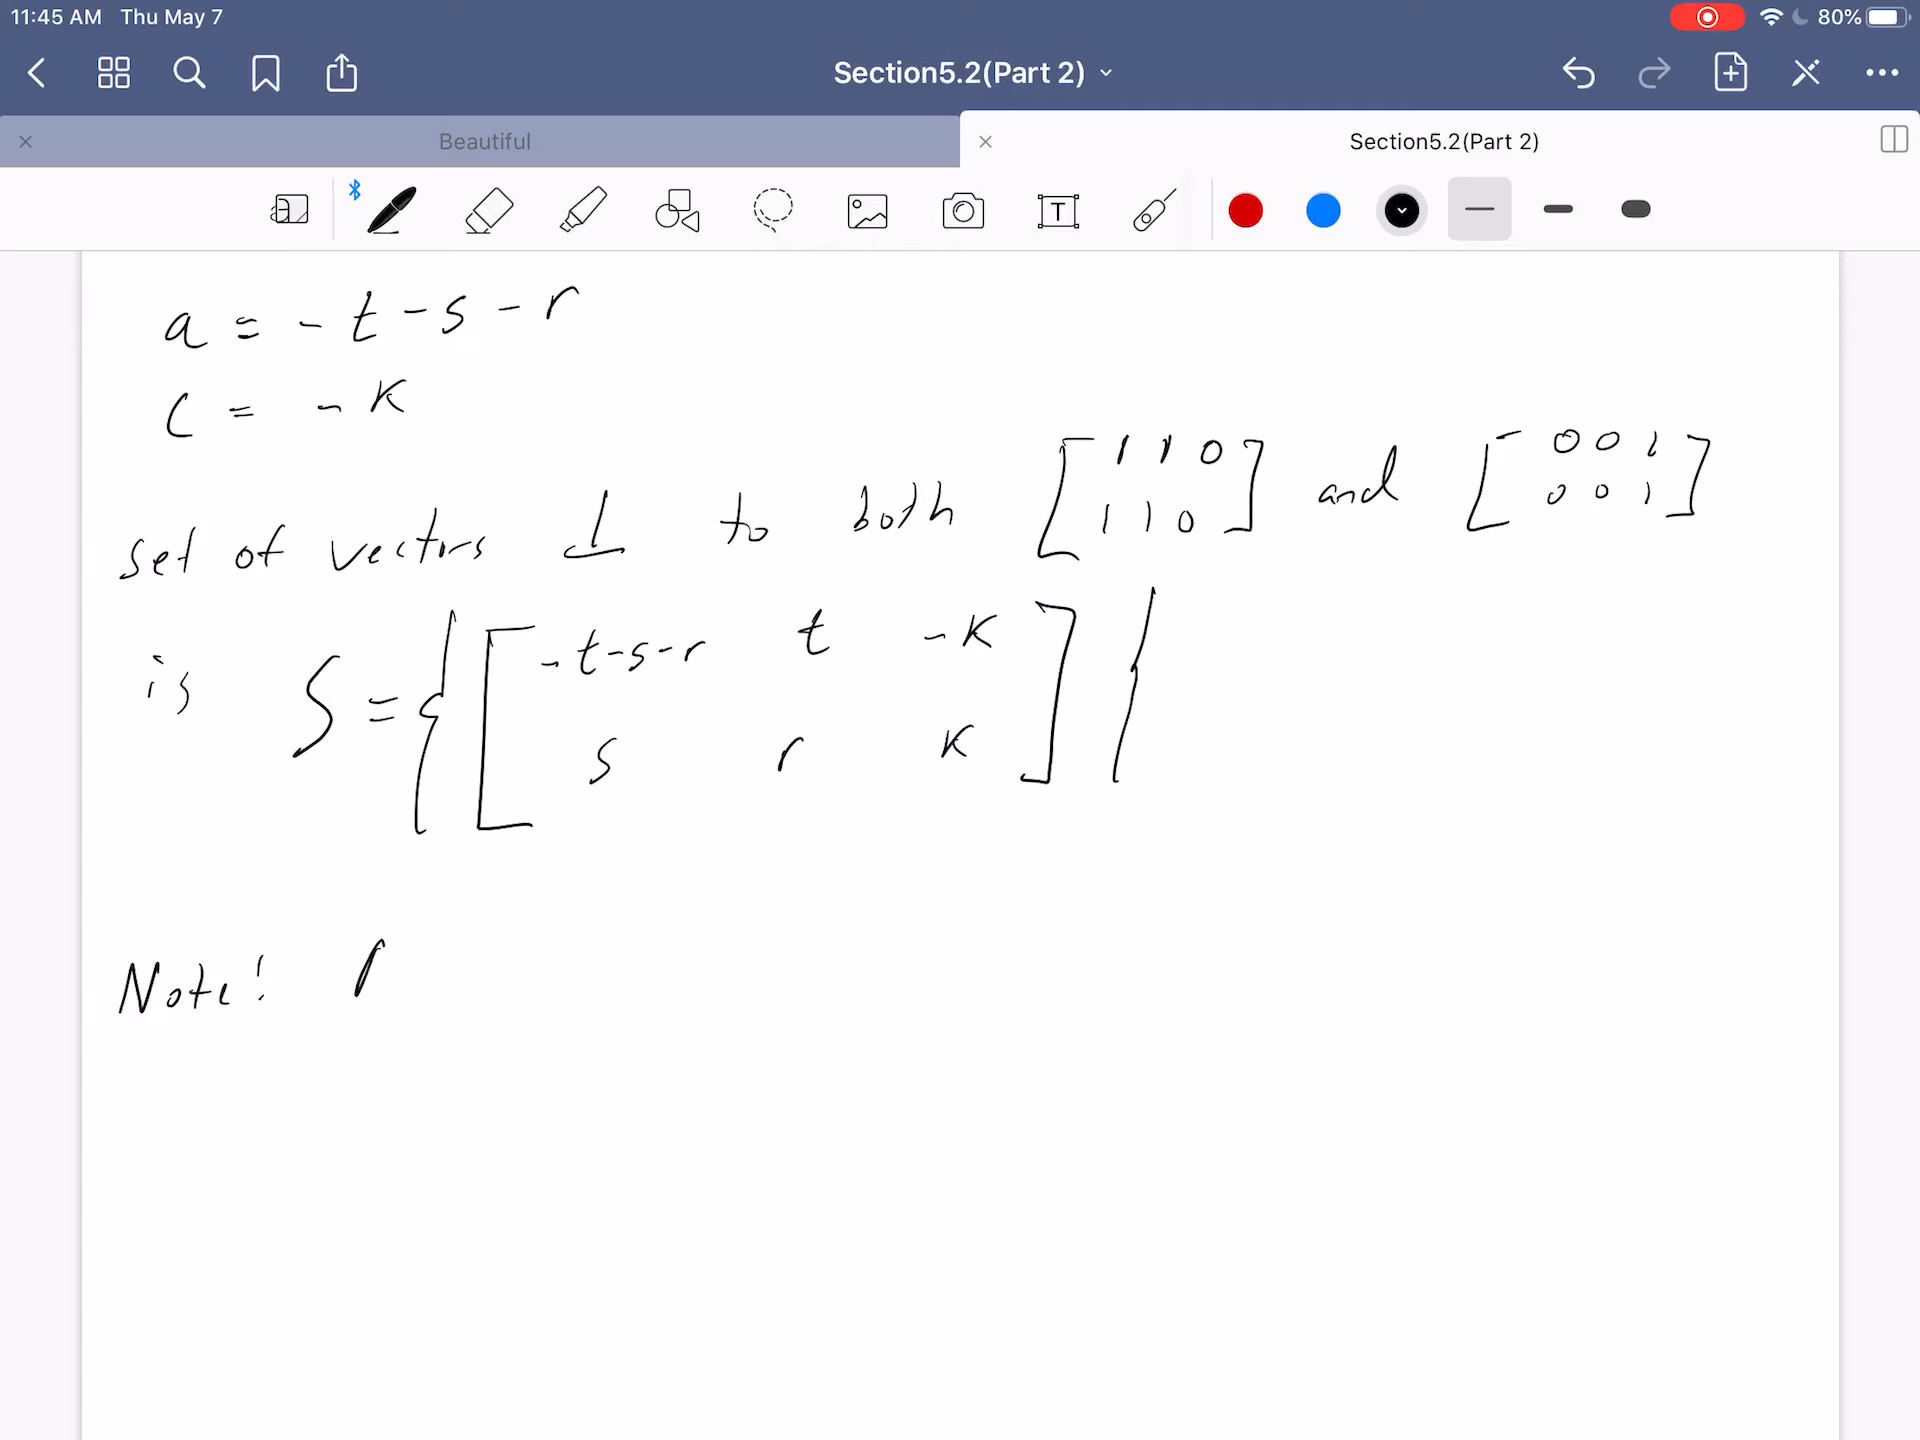 11:45 AM Thu May 7 80%
Section5.2(Part 2)
Beautiful Section5.2(Part 2)
a = - t - s - r
c = - k
set of vectors ⊥ to both [1 1 0; 1 1 0] and [0 0 1; 0 0 1]
is S = { [-t-s-r t -k; s r k] }
Note!